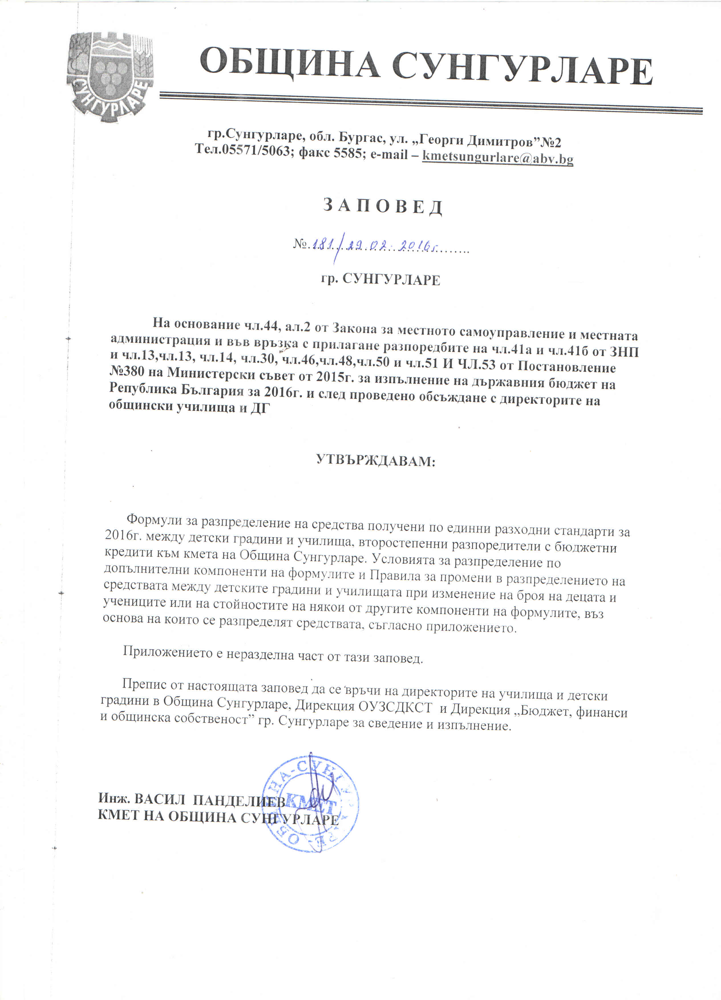 СУНГУРЛАРЕ
ОБЩИНА СУНГУРЛАРЕ
гр.Сунгурларе, обл. Бургас, ул. „Георги Димитров”№2
Тел.05571/5063; факс 5585; e-mail – kmetsungurlare@abv.bg
З А П О В Е Д
№.181/29.02.2016г..........
гр. СУНГУРЛАРЕ
На основание чл.44, ал.2 от Закона за местното самоуправление и местната
администрация и във връзка с прилагане разпоредбите на чл.41а и чл.41б от ЗНП
и чл.13,чл.13, чл.14, чл.30, чл.46,чл.48,чл.50 и чл.51 И ЧЛ.53 от Постановление
№380 на Министерски съвет от 2015г. за изпълнение на държавния бюджет на
Република България за 2016г. и след проведено обсъждане с директорите на
общински училища и ДГ
УТВЪРЖДАВАМ:
Формули за разпределение на средства получени по единни разходни стандарти за
2016г. между детски градини и училища, второстепенни разпоредители с бюджетни
кредити към кмета на Община Сунгурларе. Условията за разпределение по
допълнителни компоненти на формулите и Правила за промени в разпределението на
средствата между детските градини и училищата при изменение на броя на децата и
учениците или на стойностите на някои от другите компоненти на формулите, въз
основа на които се разпределят средствата, съгласно приложението.
Приложението е неразделна част от тази заповед.
Препис от настоящата заповед да се връчи на директорите на училища и детски
градини в Община Сунгурларе, Дирекция ОУЗСДКСТ и Дирекция „Бюджет, финанси
и общинска собственост” гр. Сунгурларе за сведение и изпълнение.
Инж. ВАСИЛ ПАНДЕЛИЕВ
КМЕТ НА ОБЩИНА СУНГУРЛАРЕ
ОБЩИНА-СУНГУРЛАРЕ-
КМЕТ